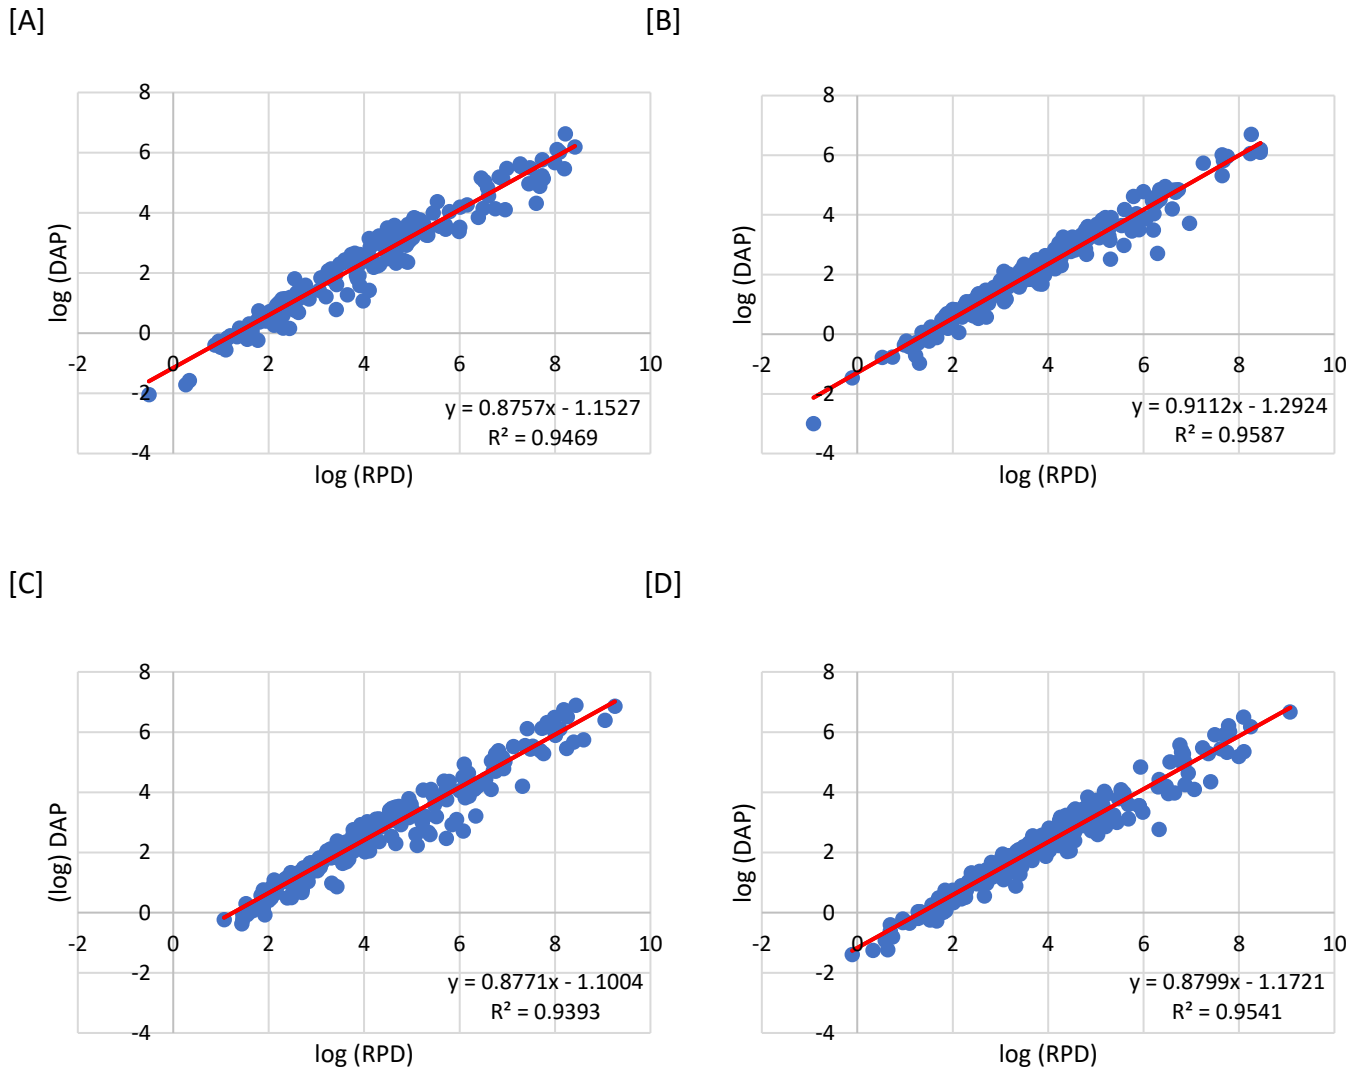 [A]
[B]
8
6
4
2
0
-2
-4
-2
0
2
4
6
8
10
log (DAP)
log (RPD)
y = 0.8757x - 1.1527
R² = 0.9469
8
6
4
2
0
-2
-4
-2
0
2
4
6
8
10
log (DAP)
log (RPD)
y = 0.9112x - 1.2924
R² = 0.9587
[C]
[D]
8
6
4
2
0
-2
-4
-2
0
2
4
6
8
10
(log) DAP
log (RPD)
y = 0.8771x - 1.1004
R² = 0.9393
8
6
4
2
0
-2
-4
-2
0
2
4
6
8
10
log (DAP)
log (RPD)
y = 0.8799x - 1.1721
R² = 0.9541